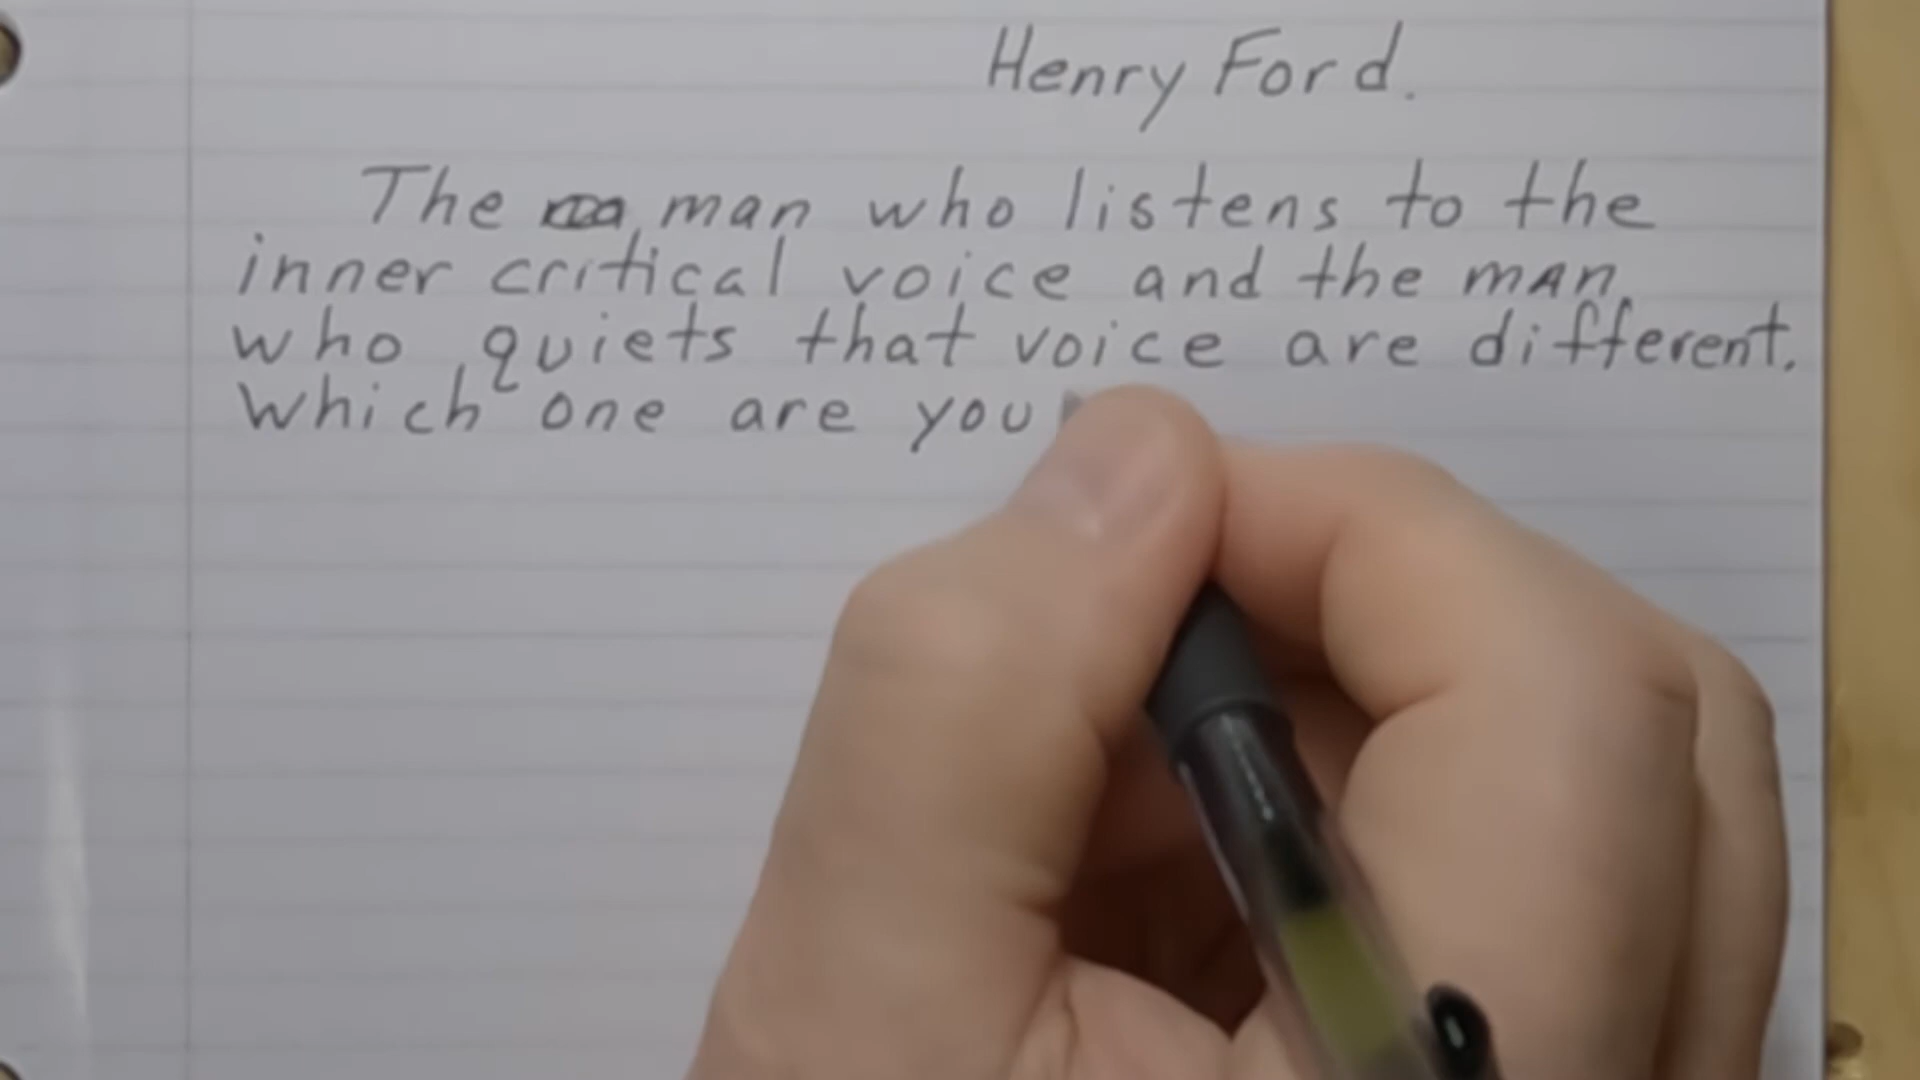 Henry Ford.
The man who listens to the
inner critical voice and the man
who quiets that voice are different.
Which one are you